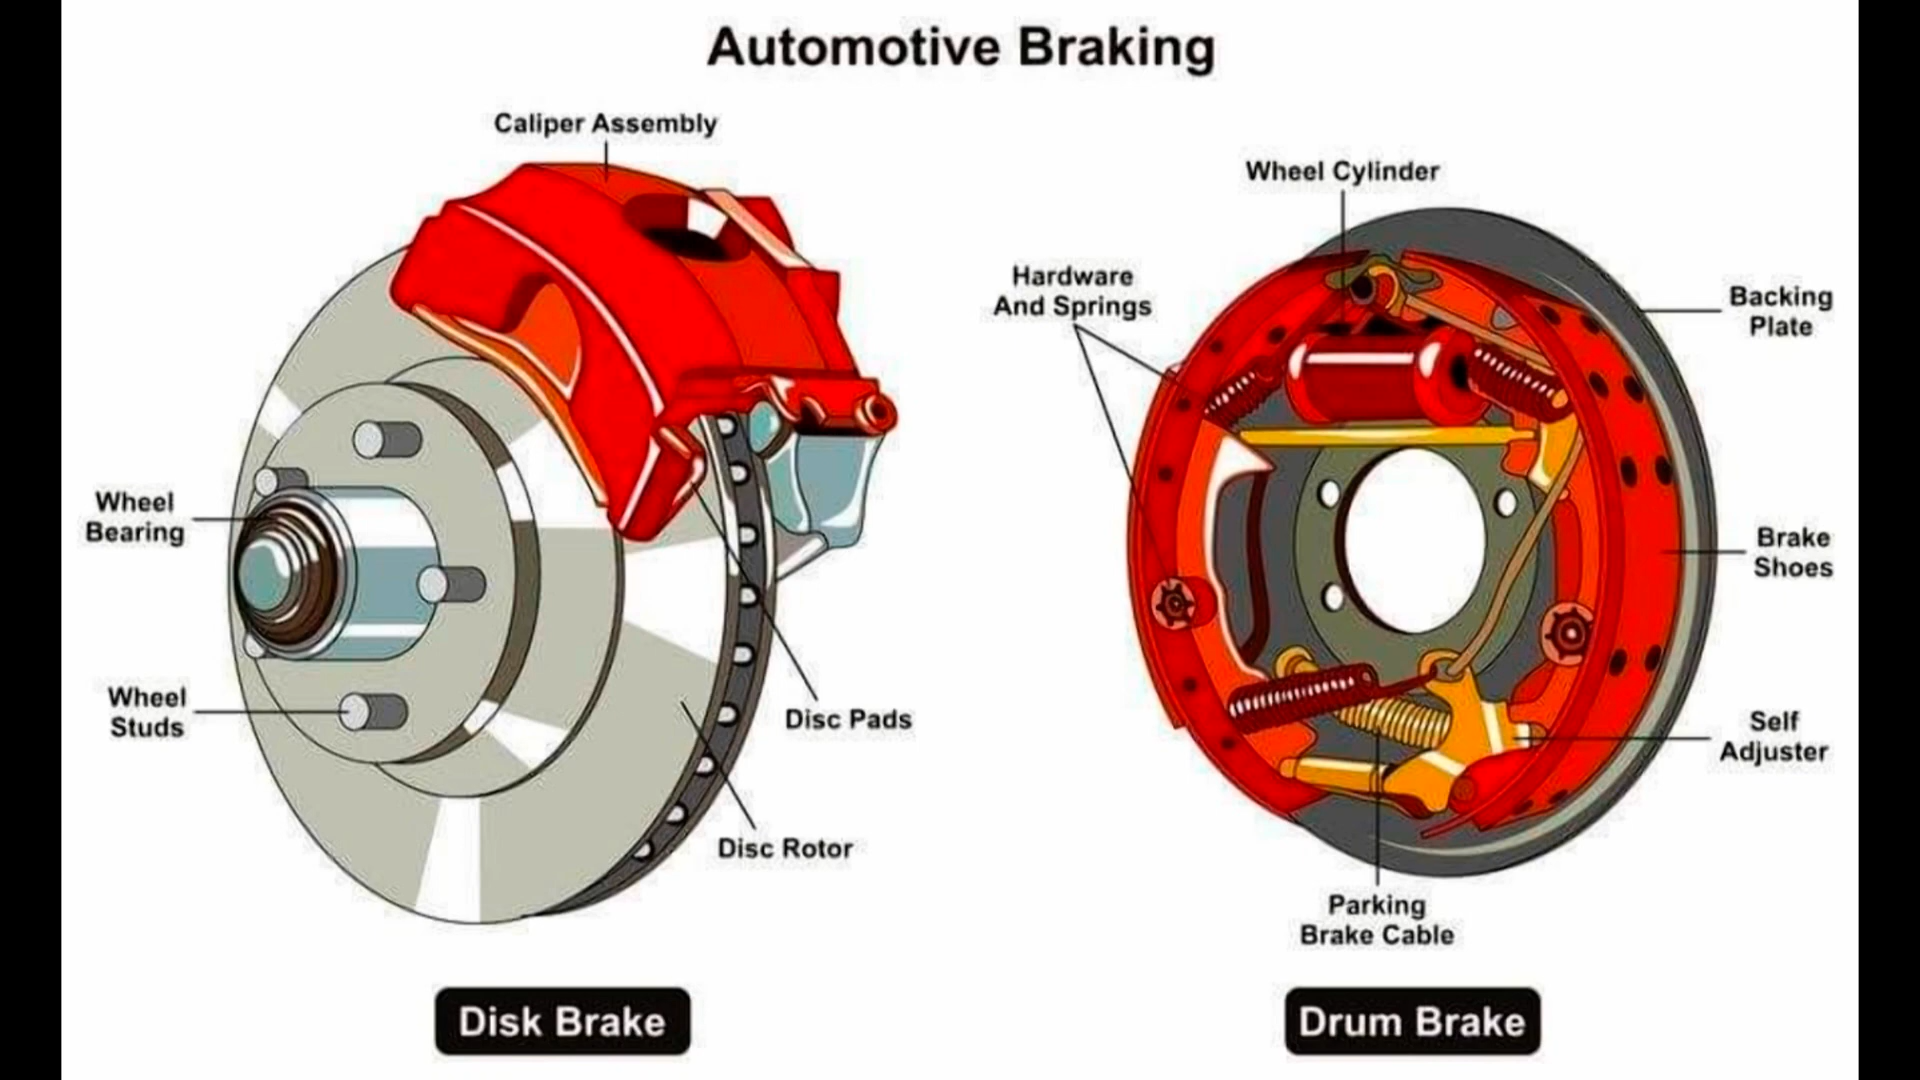 Automotive Braking
Caliper Assembly
Wheel
Bearing
Wheel
Studs
Disc Pads
Disc Rotor
Disk Brake
Wheel Cylinder
Hardware
And Springs
Backing
Plate
Brake
Shoes
Self
Adjuster
Parking
Brake Cable
Drum Brake